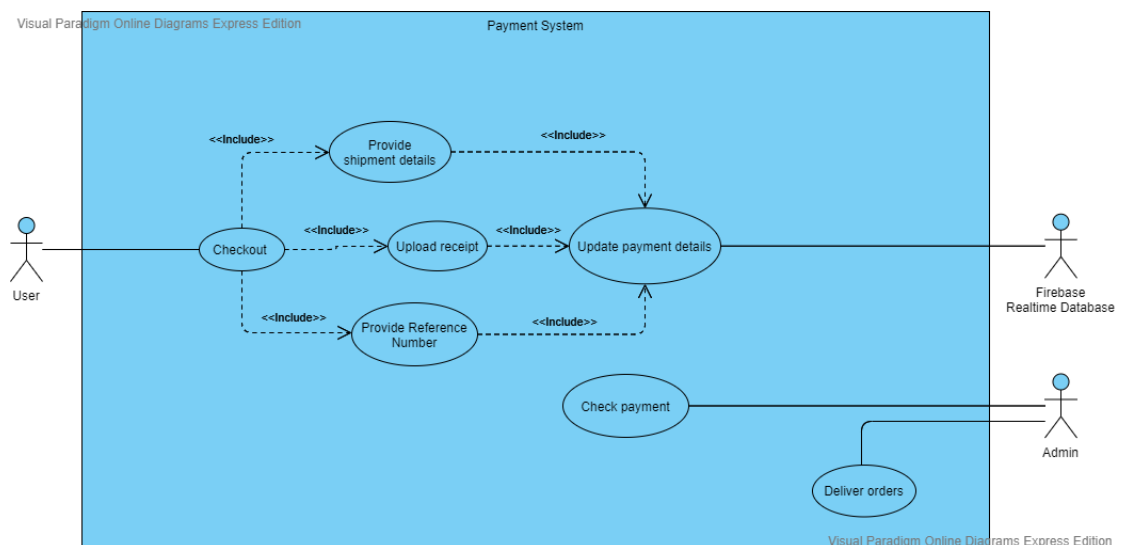 Visual Paradigm Online Diagrams Express Edition
Payment System
<<Include>>
Provide
shipment details
<<Include>>
User
Checkout
<<Include>>
Upload receipt
<<Include>>
Update payment details
Firebase
Realtime Database
<<Include>>
Provide Reference
Number
<<Include>>
Check payment
Admin
Deliver orders
Visual Paradigm Online Diagrams Express Edition